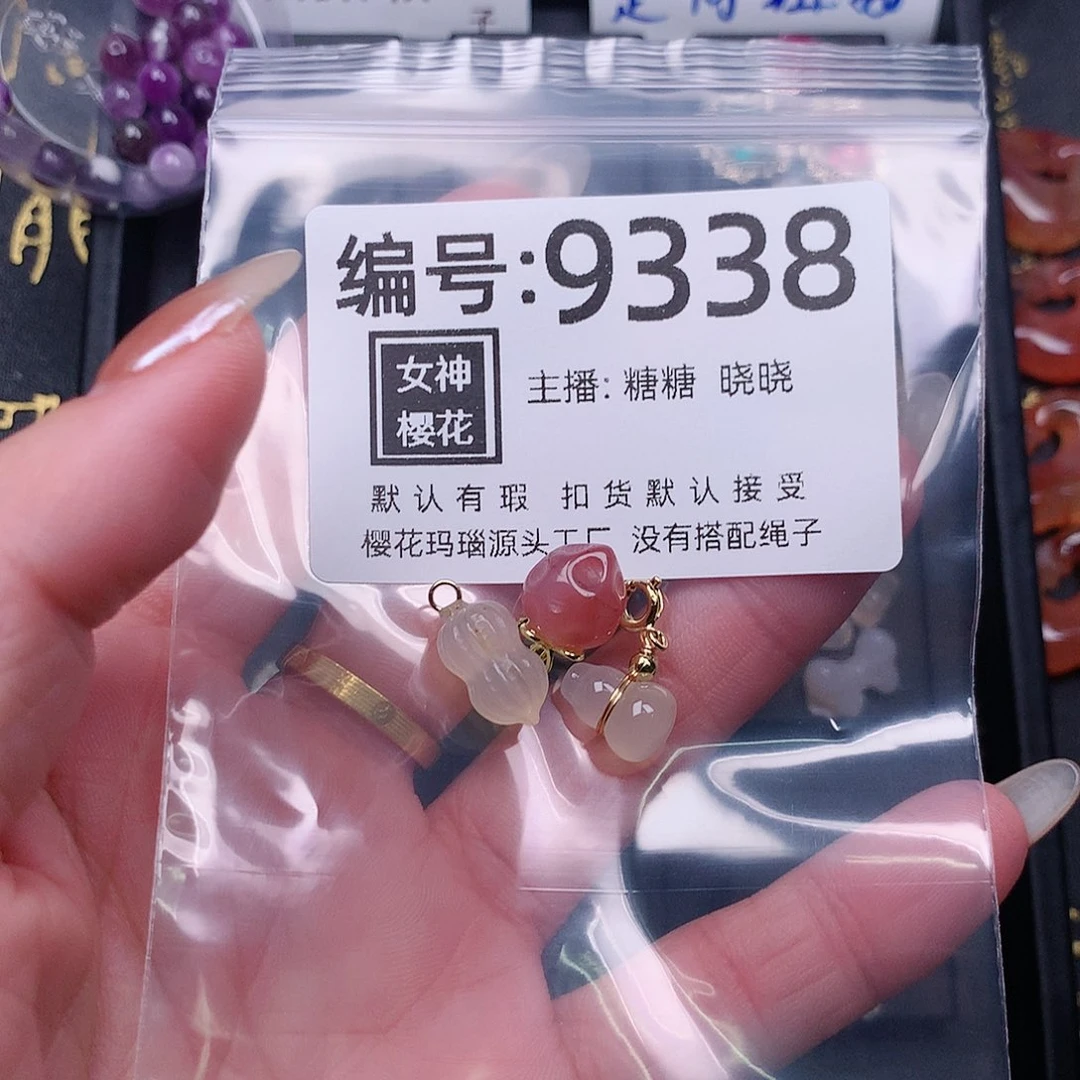 子
编号:9338
女神
樱花
主播: 糖糖 晓晓
默认有瑕 扣货默认接受
樱花玛瑙源头工厂 没有搭配绳子